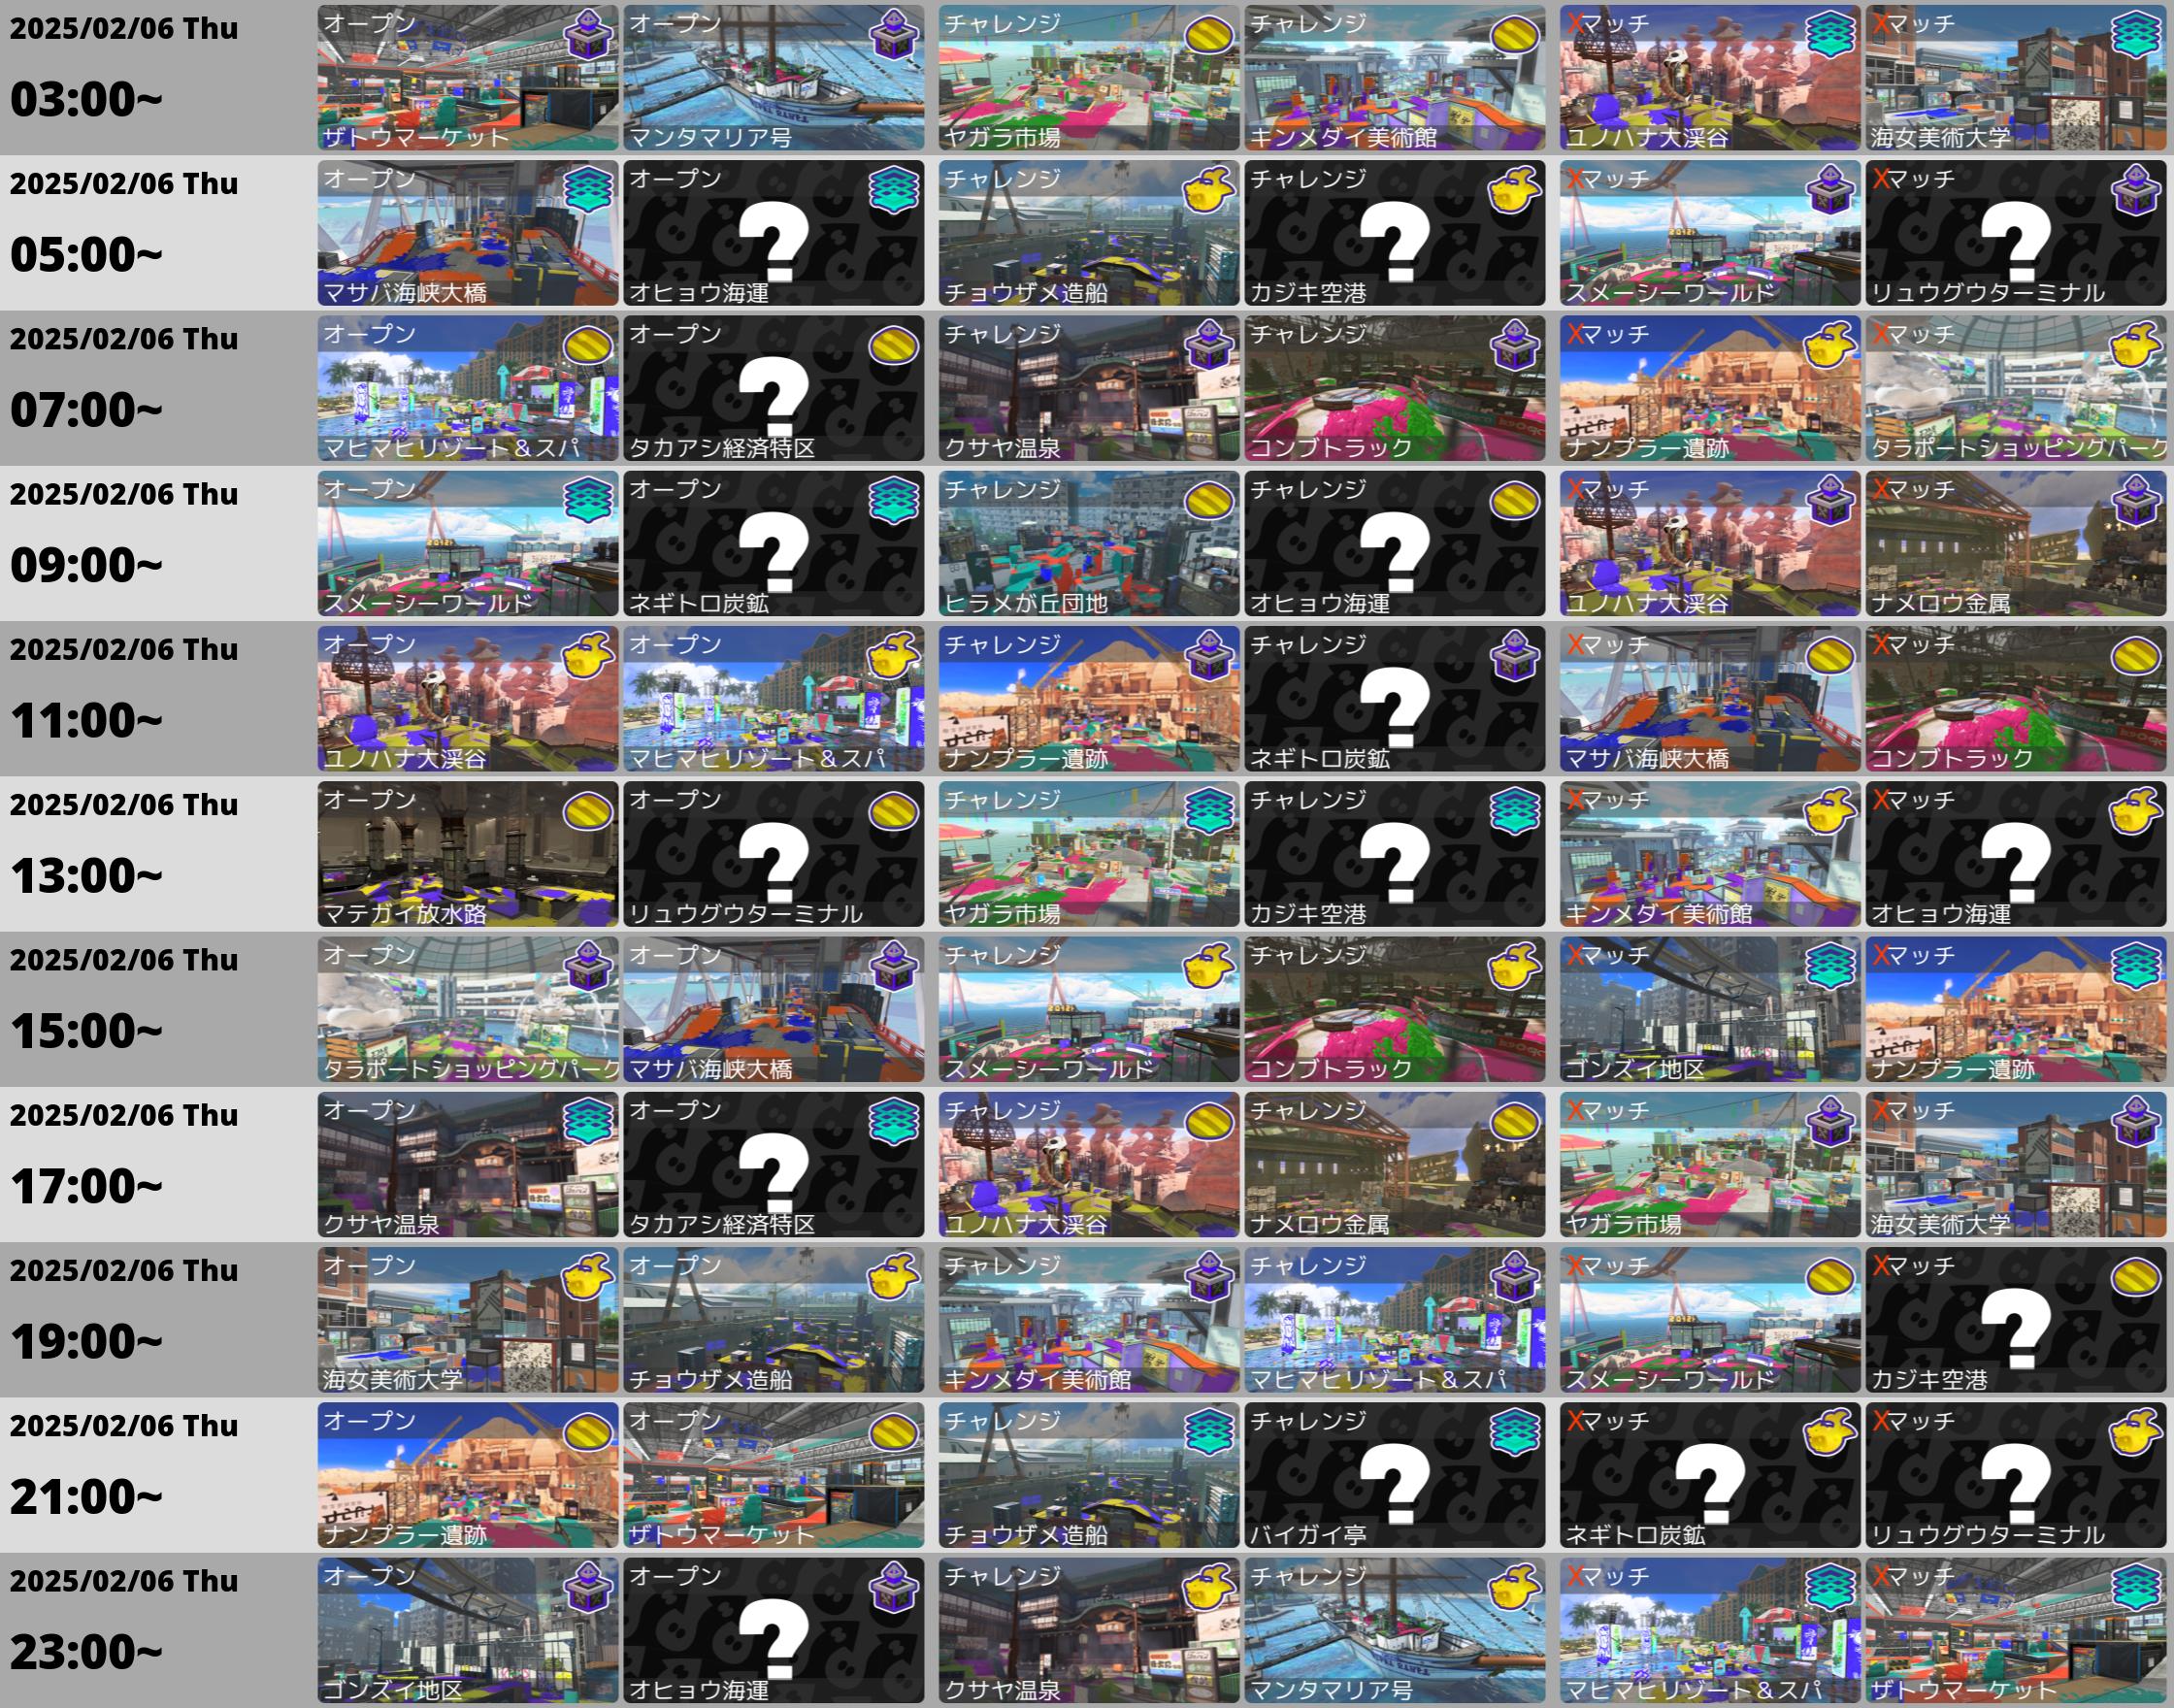 2025/02/06 Thu
03:00~
オープン
ザトウマーケット
オープン
マンタマリア号
チャレンジ
ヤガラ市場
チャレンジ
キンメダイ美術館
Xマッチ
ユノハナ大渓谷
Xマッチ
海女美術大学
2025/02/06 Thu
05:00~
オープン
マサバ海峡大橋
オープン
?
オヒョウ海運
チャレンジ
チョウザメ造船
チャレンジ
?
カジキ空港
Xマッチ
スメーシーワールド
Xマッチ
?
リュウグウターミナル
2025/02/06 Thu
07:00~
オープン
マヒマヒリゾート＆スパ
オープン
?
タカアシ経済特区
チャレンジ
クサヤ温泉
チャレンジ
コンブトラック
Xマッチ
ナンプラー遺跡
Xマッチ
タラポートショッピングパーク
2025/02/06 Thu
09:00~
オープン
スメーシーワールド
オープン
?
ネギトロ炭鉱
チャレンジ
ヒラメが丘団地
チャレンジ
?
オヒョウ海運
Xマッチ
ユノハナ大渓谷
Xマッチ
ナメロウ金属
2025/02/06 Thu
11:00~
オープン
ユノハナ大渓谷
オープン
マヒマヒリゾート＆スパ
チャレンジ
ナンプラー遺跡
チャレンジ
?
ネギトロ炭鉱
Xマッチ
マサバ海峡大橋
Xマッチ
コンブトラック
2025/02/06 Thu
13:00~
オープン
マテガイ放水路
オープン
?
リュウグウターミナル
チャレンジ
ヤガラ市場
チャレンジ
?
カジキ空港
Xマッチ
キンメダイ美術館
Xマッチ
?
オヒョウ海運
2025/02/06 Thu
15:00~
オープン
タラポートショッピングパーク
オープン
マサバ海峡大橋
チャレンジ
スメーシーワールド
チャレンジ
コンブトラック
Xマッチ
ゴンズイ地区
Xマッチ
ナンプラー遺跡
2025/02/06 Thu
17:00~
オープン
クサヤ温泉
オープン
?
タカアシ経済特区
チャレンジ
ユノハナ大渓谷
チャレンジ
ナメロウ金属
Xマッチ
ヤガラ市場
Xマッチ
海女美術大学
2025/02/06 Thu
19:00~
オープン
海女美術大学
オープン
チョウザメ造船
チャレンジ
キンメダイ美術館
チャレンジ
マヒマヒリゾート＆スパ
Xマッチ
スメーシーワールド
Xマッチ
?
カジキ空港
2025/02/06 Thu
21:00~
オープン
ナンプラー遺跡
オープン
ザトウマーケット
チャレンジ
チョウザメ造船
チャレンジ
?
バイガイ亭
Xマッチ
?
ネギトロ炭鉱
Xマッチ
?
リュウグウターミナル
2025/02/06 Thu
23:00~
オープン
ゴンズイ地区
オープン
?
オヒョウ海運
チャレンジ
クサヤ温泉
チャレンジ
マンタマリア号
Xマッチ
マヒマヒリゾート＆スパ
Xマッチ
ザトウマーケット